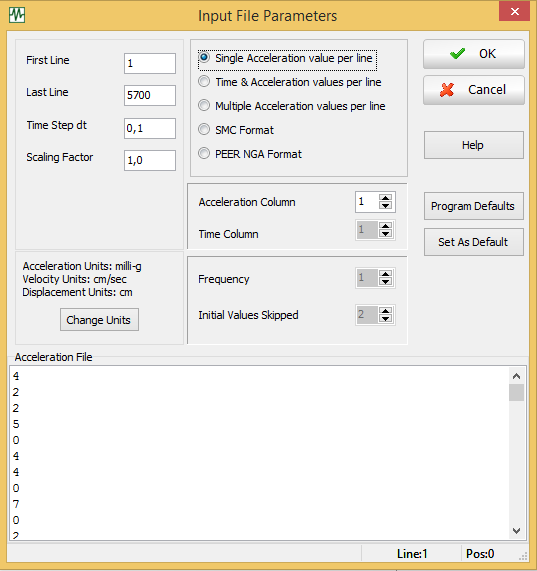 Input File Parameters
First Line 1
Last Line 5700
Time Step dt 0,1
Scaling Factor 1,0
Single Acceleration value per line
Time & Acceleration values per line
Multiple Acceleration values per line
SMC Format
PEER NGA Format
OK
Cancel
Help
Acceleration Column 1
Time Column 1
Program Defaults
Set As Default
Acceleration Units: milli-g
Velocity Units: cm/sec
Displacement Units: cm
Change Units
Frequency 1
Initial Values Skipped 2
Acceleration File
4
2
2
5
0
4
4
0
7
0
2
Line:1 Pos:0